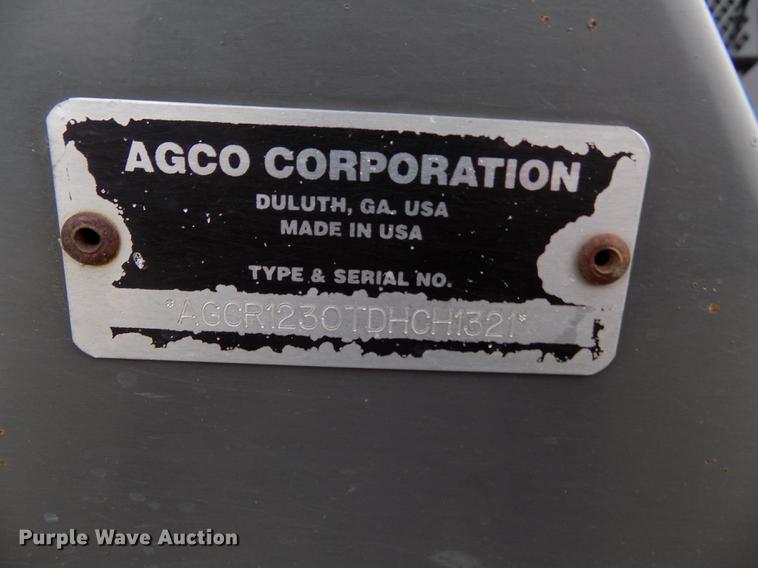 AGCO CORPORATION
DULUTH, GA. USA
MADE IN USA
TYPE & SERIAL NO.
*AGCR1230TDHCH1321*
Purple Wave Auction